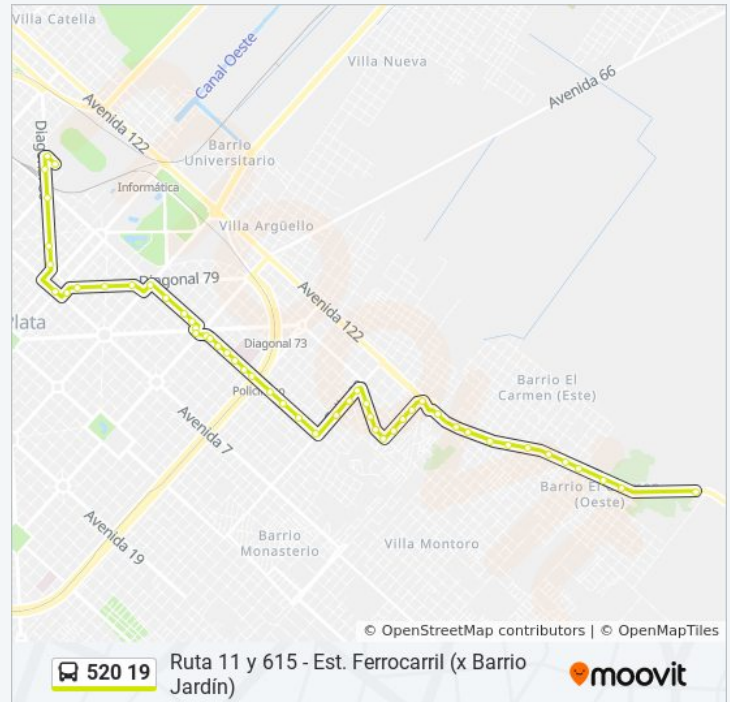 Villa Catella
Canal Oeste
Villa Nueva
Avenida 66
Avenida 122
Diag
Barrio
Universitario
Informática
Villa Argüello
Diagonal 79
Avenida 122
Plata
Diagonal 73
Barrio El
Carmen (Este)
Avenida 7
Barrio El
(Oeste)
Barrio
Monasterio
Villa Montoro
Avenida 19
© OpenStreetMap contributors | © OpenMapTiles
520 19
Ruta 11 y 615 - Est. Ferrocarril (x Barrio
Jardín)
moovit